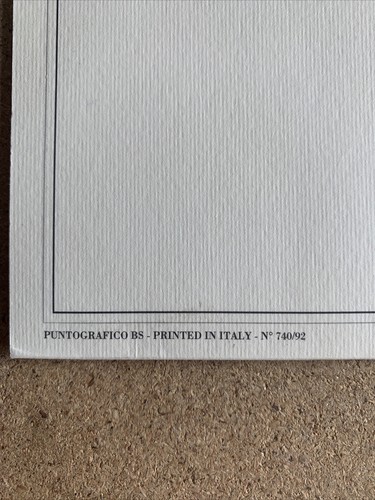 PUNTOGRAFICO BS - PRINTED IN ITALY - N° 740/92